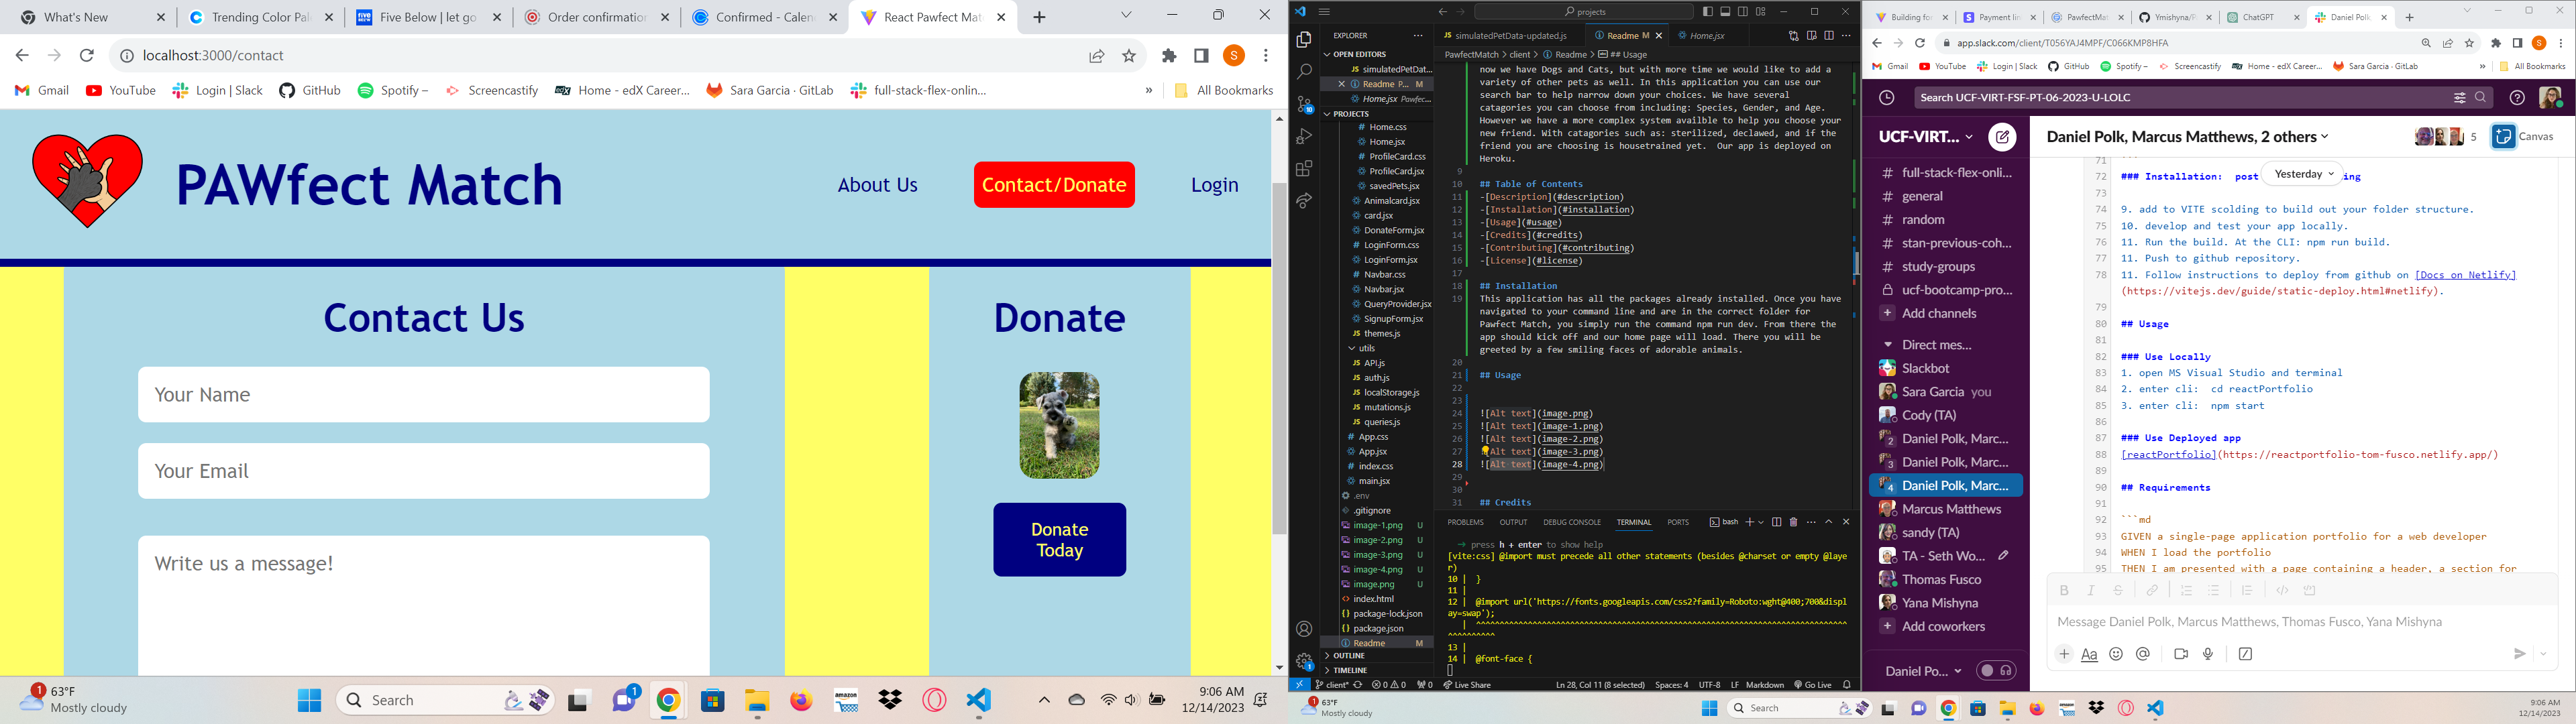 What's New
Trending Color Pal
Five Below | let go
Order confirmation
Confirmed - Calen
React Pawfect Mat
localhost:3000/contact
S
Gmail
YouTube
Login | Slack
GitHub
Spotify –
Screencastify
Home - edX Career...
Sara Garcia · GitLab
full-stack-flex-onlin...
»
All Bookmarks
PAWfect Match
About Us
Contact/Donate
Login
Contact Us
Your Name
Your Email
Write us a message!
Donate
Donate
Today
1
63°F
Mostly cloudy
Search
1
amazon
9:06 AM
12/14/2023
projects
EXPLORER
OPEN EDITORS
JS simulatedPetDat...
Readme P... M
Home.jsx Pawfec...
PROJECTS
# Home.css
Home.jsx
# ProfileCard.css
ProfileCard.jsx
savedPets.jsx
Animalcard.jsx
card.jsx
DonateForm.jsx
# LoginForm.css
LoginForm.jsx
# Navbar.css
Navbar.jsx
QueryProvider.jsx
SignupForm.jsx
JS themes.js
utils
JS API.js
JS auth.js
JS localStorage.js
JS mutations.js
JS queries.js
# App.css
App.jsx
# index.css
main.jsx
.env
.gitignore
image-1.png U
image-2.png U
image-3.png U
image-4.png U
image.png U
index.html
{} package-lock.json
{} package.json
Readme M
OUTLINE
TIMELINE
10
1
JS simulatedPetData-updated.js
Readme M
Home.jsx
PawfectMatch > client > Readme > ## Usage
now we have Dogs and Cats, but with more time we would like to add a
variety of other pets as well. In this application you can use our
search bar to help narrow down your choices. We have several
catagories you can choose from including: Species, Gender, and Age.
However we have a more complex system availble to help you choose your
new friend. With catagories such as: sterilized, declawed, and if the
friend you are choosing is housetrained yet.  Our app is deployed on
Heroku.
9
10 ## Table of Contents
11 -[Description](#description)
12 -[Installation](#installation)
13 -[Usage](#usage)
14 -[Credits](#credits)
15 -[Contributing](#contributing)
16 -[License](#license)
17
18 ## Installation
19 This application has all the packages already installed. Once you have
navigated to your command line and are in the correct folder for
Pawfect Match, you simply run the command npm run dev. From there the
app should kick off and our home page will load. There you will be
greeted by a few smiling faces of adorable animals.
20
21 ## Usage
22
23
24 ![Alt text](image.png)
25 ![Alt text](image-1.png)
26 ![Alt text](image-2.png)
27 ![Alt text](image-3.png)
28 ![Alt text](image-4.png)
29
30
31 ## Credits
PROBLEMS OUTPUT DEBUG CONSOLE TERMINAL PORTS
bash
→ press h + enter to show help
[vite:css] @import must precede all other statements (besides @charset or empty @laye
r)
10 |  }
11 |
12 |  @import url('https://fonts.googleapis.com/css2?family=Roboto:wght@400;700&displ
ay=swap');
13 |
14 |  @font-face {
client*
0 0
0
Live Share
Ln 28, Col 11 (8 selected)
Spaces: 4
UTF-8
LF
Markdown
Go Live
1
63°F
Mostly cloudy
Search
9:06 AM
12/14/2023
Building for
Payment lin
PawfectMat
Ymishyna/P
ChatGPT
Daniel Polk,
app.slack.com/client/T056YAJ4MPF/C066KMP8HFA
S
Gmail
YouTube
Login | Slack
GitHub
Spotify –
Screencastify
Home - edX Career...
Sara Garcia · GitLab
»
All Bookmarks
Search UCF-VIRT-FSF-PT-06-2023-U-LOLC
UCF-VIRT...
# full-stack-flex-onli...
# general
# random
# stan-previous-coh...
# study-groups
ucf-bootcamp-pro...
Add channels
Direct mes...
Slackbot
Sara Garcia you
Cody (TA)
2 Daniel Polk, Marc...
3 Daniel Polk, Marc...
4 Daniel Polk, Marc...
Marcus Matthews
sandy (TA)
TA - Seth Wo...
Thomas Fusco
Yana Mishyna
Add coworkers
Daniel Po...
Daniel Polk, Marcus Matthews, 2 others
5
Canvas
Yesterday
71 ```
72 ### Installation:  post
73
74 9. add to VITE scolding to build out your folder structure.
75 10. develop and test your app locally.
76 11. Run the build. At the CLI: npm run build.
77 11. Push to github repository.
78 11. Follow instructions to deploy from github on [Docs on Netlify]
(https://vitejs.dev/guide/static-deploy.html#netlify).
79
80 ## Usage
81
82 ### Use Locally
83 1. open MS Visual Studio and terminal
84 2. enter cli:  cd reactPortfolio
85 3. enter cli:  npm start
86
87 ### Use Deployed app
88 [reactPortfolio](https://reactportfolio-tom-fusco.netlify.app/)
89
90 ## Requirements
91
92 ```md
93 GIVEN a single-page application portfolio for a web developer
94 WHEN I load the portfolio
95 THEN I am presented with a page containing a header, a section for
Message Daniel Polk, Marcus Matthews, Thomas Fusco, Yana Mishyna